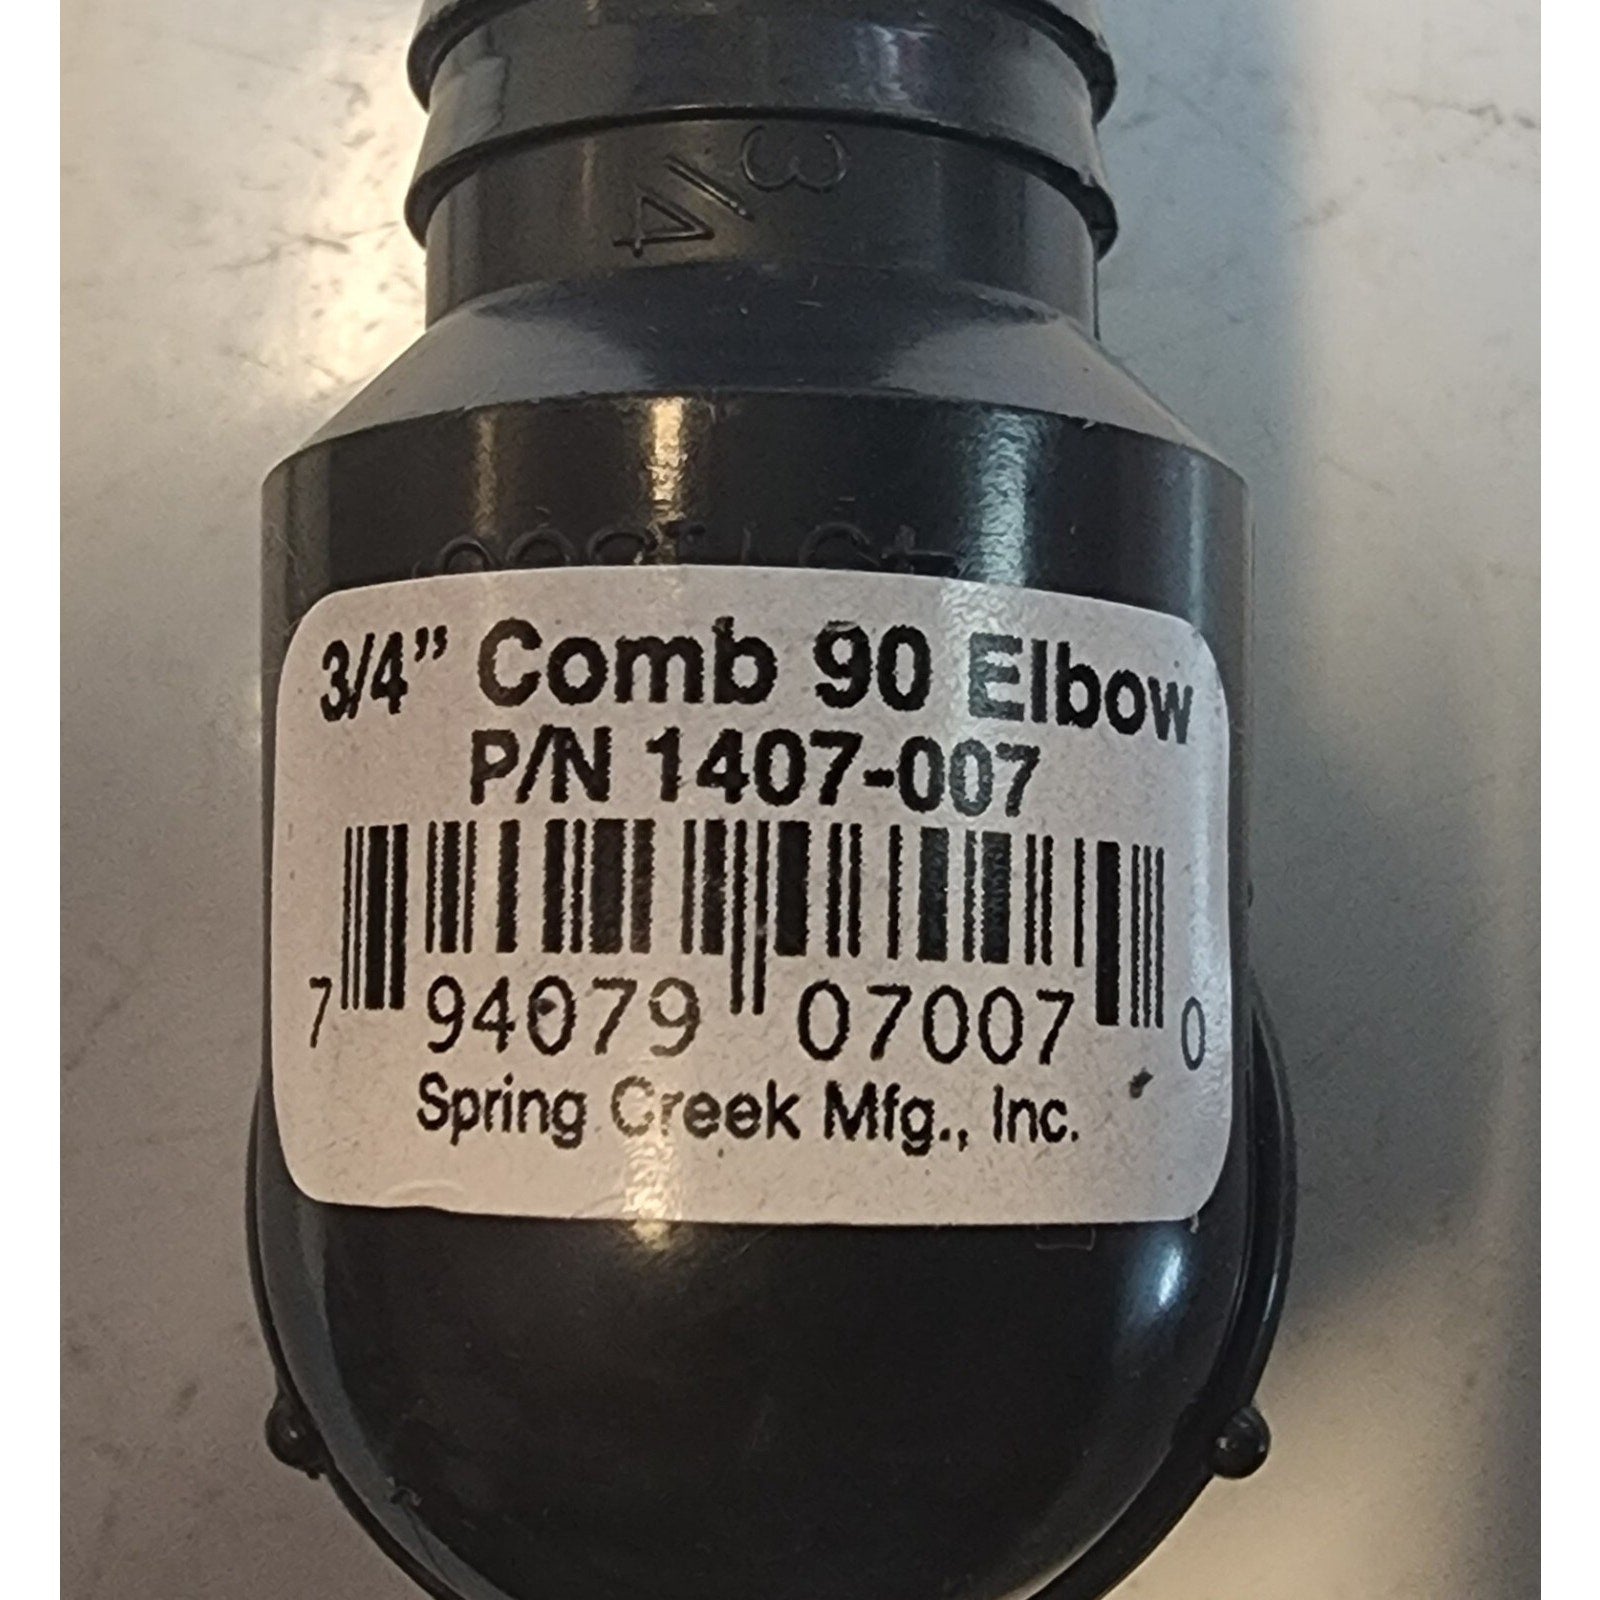 3/4
3/4” Comb 90 Elbow
P/N 1407-007
7 94079 07007 0
Spring Creek Mfg., Inc.